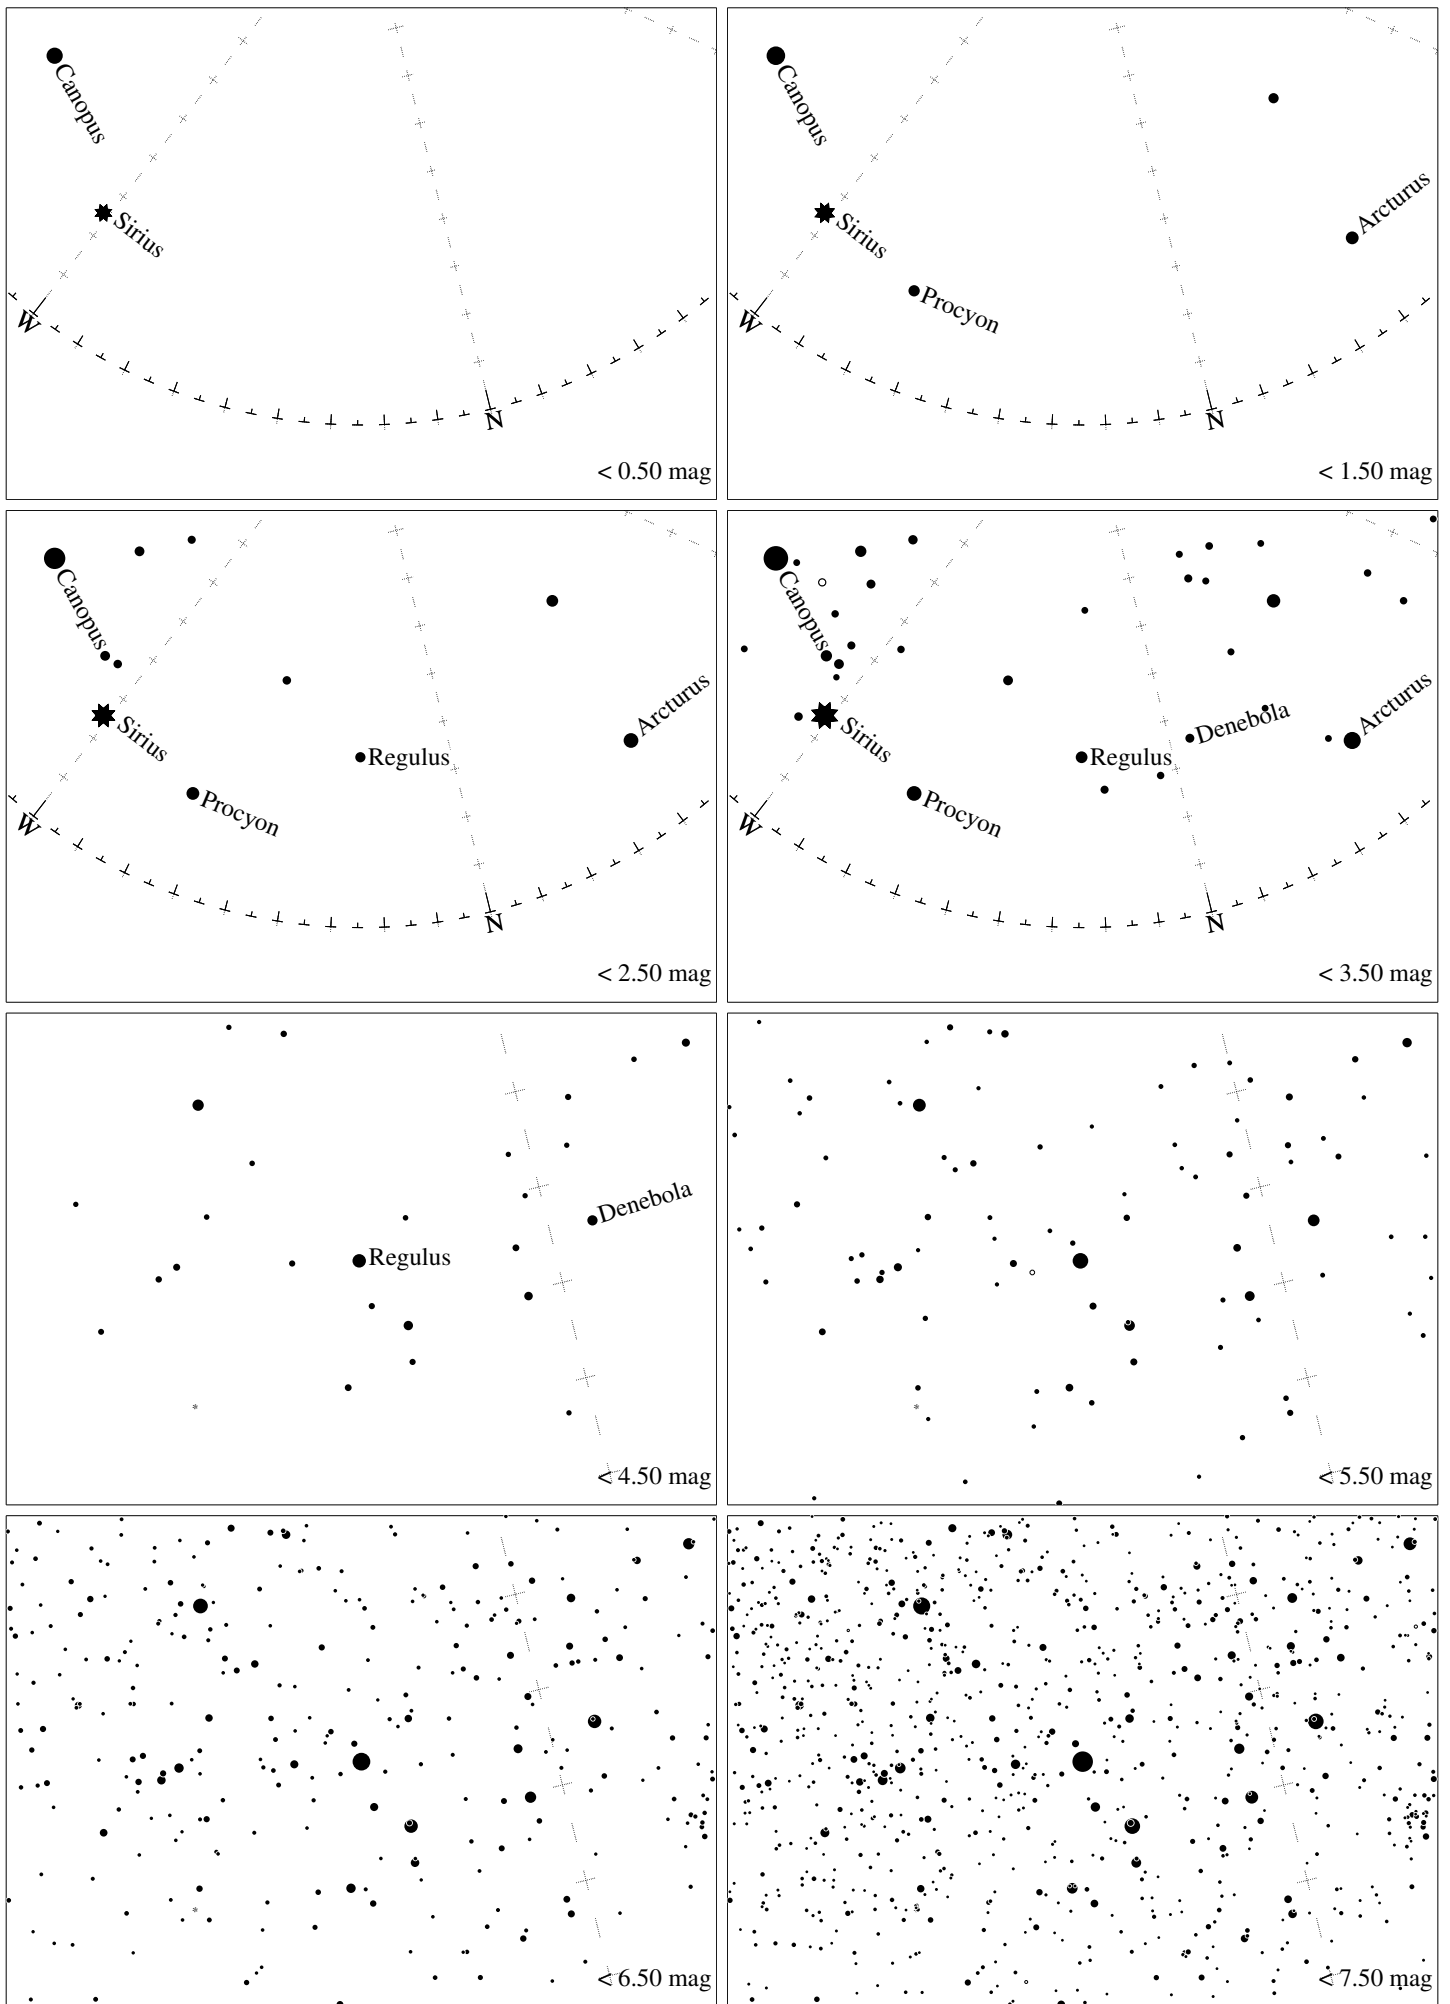 Canopus
Sirius
W
N
< 0.50 mag
Canopus
Arcturus
Sirius
Procyon
W
N
< 1.50 mag
Canopus
Arcturus
Sirius
Regulus
Procyon
W
N
< 2.50 mag
Canopus
Arcturus
Denebola
Sirius
Regulus
Procyon
W
N
< 3.50 mag
Denebola
Regulus
< 4.50 mag
< 5.50 mag
< 6.50 mag
< 7.50 mag